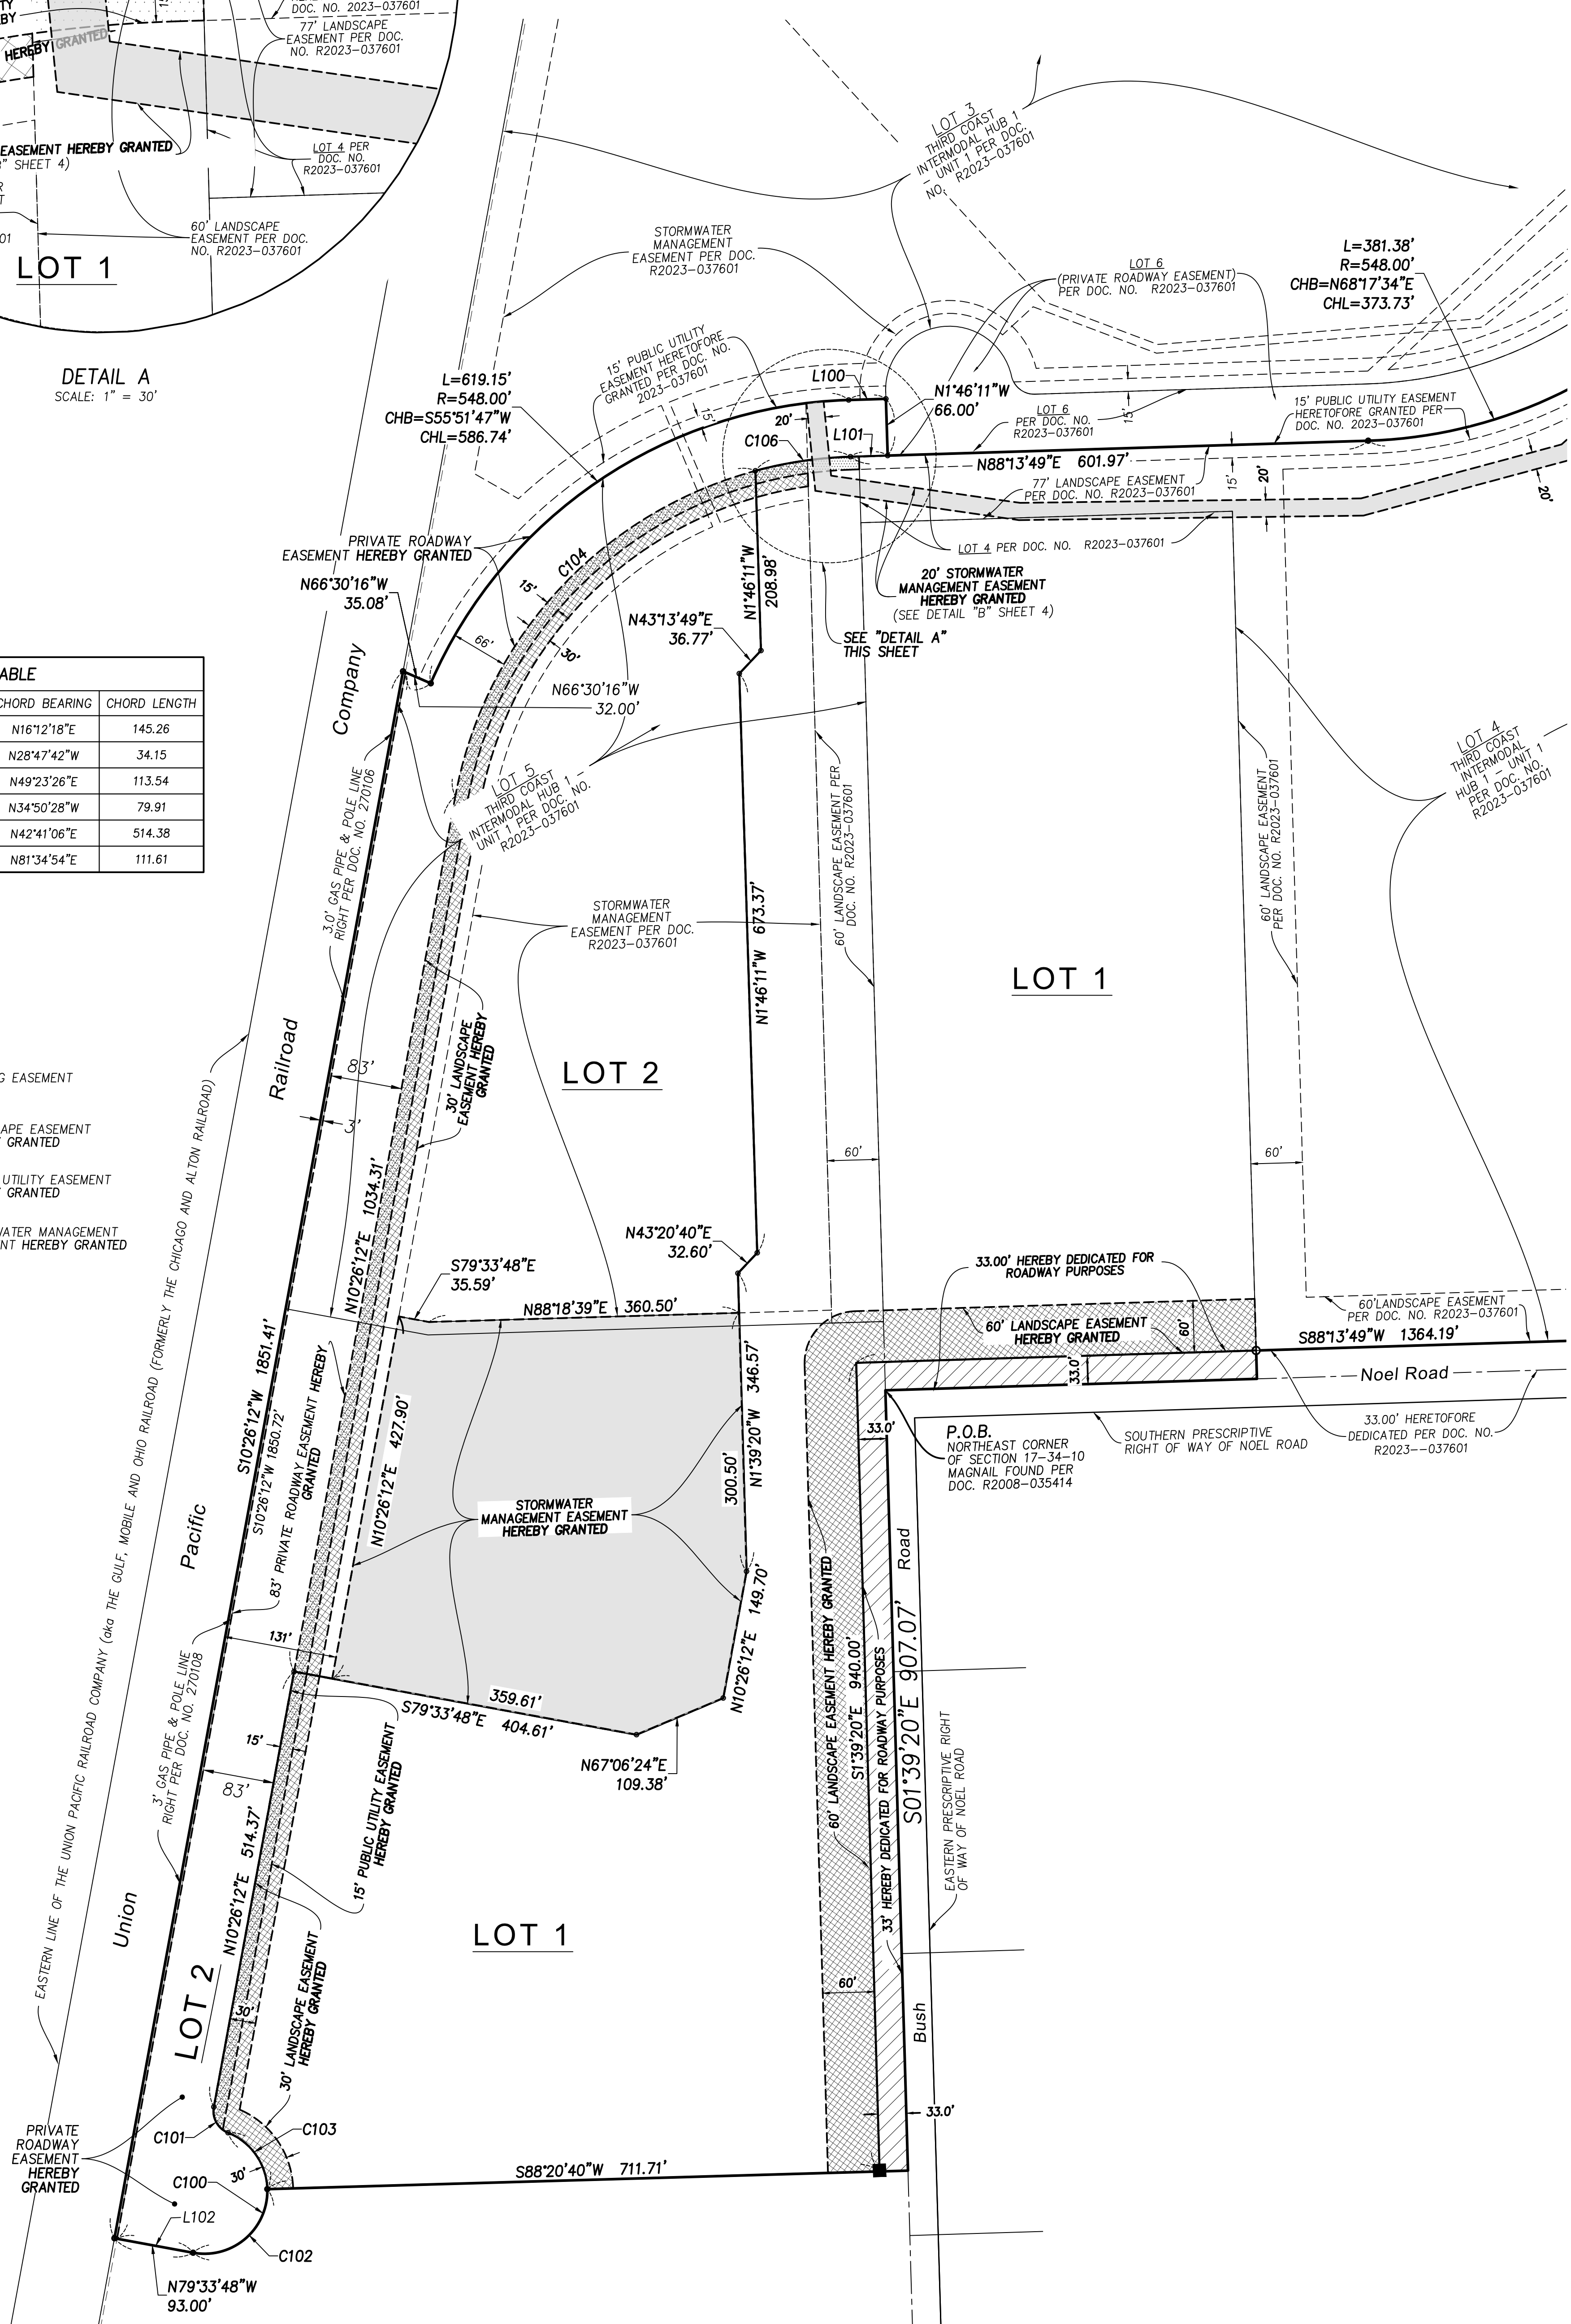 DOC. NO. 2023-037601
77' LANDSCAPE
EASEMENT PER DOC.
NO. R2023-037601
HEREBY GRANTED
EASEMENT HEREBY GRANTED
" SHEET 4)
LOT 4 PER
DOC. NO.
R2023-037601
60' LANDSCAPE
EASEMENT PER DOC.
NO. R2023-037601
LOT 1
DETAIL A
SCALE: 1" = 30'
ABLE
CHORD BEARING CHORD LENGTH
N16°12'18"E 145.26
N28°47'42"W 34.15
N49°23'26"E 113.54
N34°50'28"W 79.91
N42°41'06"E 514.38
N81°34'54"E 111.61
G EASEMENT
APE EASEMENT
GRANTED
UTILITY EASEMENT
GRANTED
WATER MANAGEMENT
NT HEREBY GRANTED
LOT 3
THIRD COAST
INTERMODAL HUB 1
- UNIT 1 PER DOC.
NO. R2023-037601
STORMWATER
MANAGEMENT
EASEMENT PER DOC.
R2023-037601
LOT 6
(PRIVATE ROADWAY EASEMENT)
PER DOC. NO. R2023-037601
L=381.38'
R=548.00'
CHB=N68°17'34"E
CHL=373.73'
15' PUBLIC UTILITY
EASEMENT HERETOFORE
GRANTED PER DOC. NO.
2023-037601
L=619.15'
R=548.00'
CHB=S55°51'47"W
CHL=586.74'
L100
N1°46'11"W
66.00'
LOT 6
PER DOC. NO.
R2023-037601
15'
15' PUBLIC UTILITY EASEMENT
HERETOFORE GRANTED PER
DOC. NO. 2023-037601
15'
20'
C106
L101
N88°13'49"E 601.97'
77' LANDSCAPE EASEMENT
PER DOC. NO. R2023-037601
15'
20'
20'
LOT 4 PER DOC. NO. R2023-037601
20' STORMWATER
MANAGEMENT EASEMENT
HEREBY GRANTED
(SEE DETAIL "B" SHEET 4)
SEE "DETAIL A"
THIS SHEET
PRIVATE ROADWAY
EASEMENT HEREBY GRANTED
N66°30'16"W
35.08'
C104
15'
66'
30'
N66°30'16"W
32.00'
N1°46'11"W
208.98'
N43°13'49"E
36.77'
LOT 5
THIRD COAST
INTERMODAL HUB 1 -
UNIT 1 PER DOC. NO.
R2023-037601
LOT 4
THIRD COAST
INTERMODAL
HUB 1 - UNIT 1
PER DOC. NO.
R2023-037601
60' LANDSCAPE EASEMENT PER
DOC. NO. R2023-037601
60' LANDSCAPE EASEMENT
PER DOC. NO. R2023-037601
3.0' GAS PIPE & POLE LINE
RIGHT PER DOC. NO. 270106
Company
Railroad
Pacific
Union
STORMWATER
MANAGEMENT
EASEMENT PER DOC.
R2023-037601
N1°46'11"W 673.37'
LOT 1
LOT 2
30' LANDSCAPE
EASEMENT HEREBY
GRANTED
83'
3'
60'
60'
N10°26'12"E 1034.31'
N43°20'40"E
32.60'
S79°33'48"E
35.59'
N88°18'39"E 360.50'
33.00' HEREBY DEDICATED FOR
ROADWAY PURPOSES
60' LANDSCAPE EASEMENT
HEREBY GRANTED
60'
33.0'
60'LANDSCAPE EASEMENT
PER DOC. NO. R2023-037601
S88°13'49"W 1364.19'
Noel Road
33.00' HERETOFORE
DEDICATED PER DOC. NO.
R2023--037601
SOUTHERN PRESCRIPTIVE
RIGHT OF WAY OF NOEL ROAD
P.O.B.
NORTHEAST CORNER
OF SECTION 17-34-10
MAGNAIL FOUND PER
DOC. R2008-035414
33.0'
EASTERN LINE OF THE UNION PACIFIC RAILROAD COMPANY (aka THE GULF, MOBILE AND OHIO RAILROAD (FORMERLY THE CHICAGO AND ALTON RAILROAD)
S10°26'12"W 1851.41'
S10°26'12"W 1850.72'
83' PRIVATE ROADWAY EASEMENT HEREBY
GRANTED
N10°26'12"E 427.90'
STORMWATER
MANAGEMENT EASEMENT
HEREBY GRANTED
N1°39'20"W 346.57'
300.50'
N10°26'12"E 149.70'
131'
359.61'
S79°33'48"E 404.61'
N67°06'24"E
109.38'
3' GAS PIPE & POLE LINE
RIGHT PER DOC. NO. 270108
15'
83'
15' PUBLIC UTILITY EASEMENT
HEREBY GRANTED
N10°26'12"E 514.37'
30' LANDSCAPE EASEMENT
HEREBY GRANTED
30'
LOT 1
LOT 2
60' LANDSCAPE EASEMENT HEREBY GRANTED
S1°39'20"E 940.00'
33' HEREBY DEDICATED FOR ROADWAY PURPOSES
S01°39'20"E 907.07'
Road
Bush
EASTERN PRESCRIPTIVE RIGHT
OF WAY OF NOEL ROAD
60'
33.0'
PRIVATE
ROADWAY
EASEMENT
HEREBY
GRANTED
C101
C103
C100
30'
L102
C102
S88°20'40"W 711.71'
N79°33'48"W
93.00'